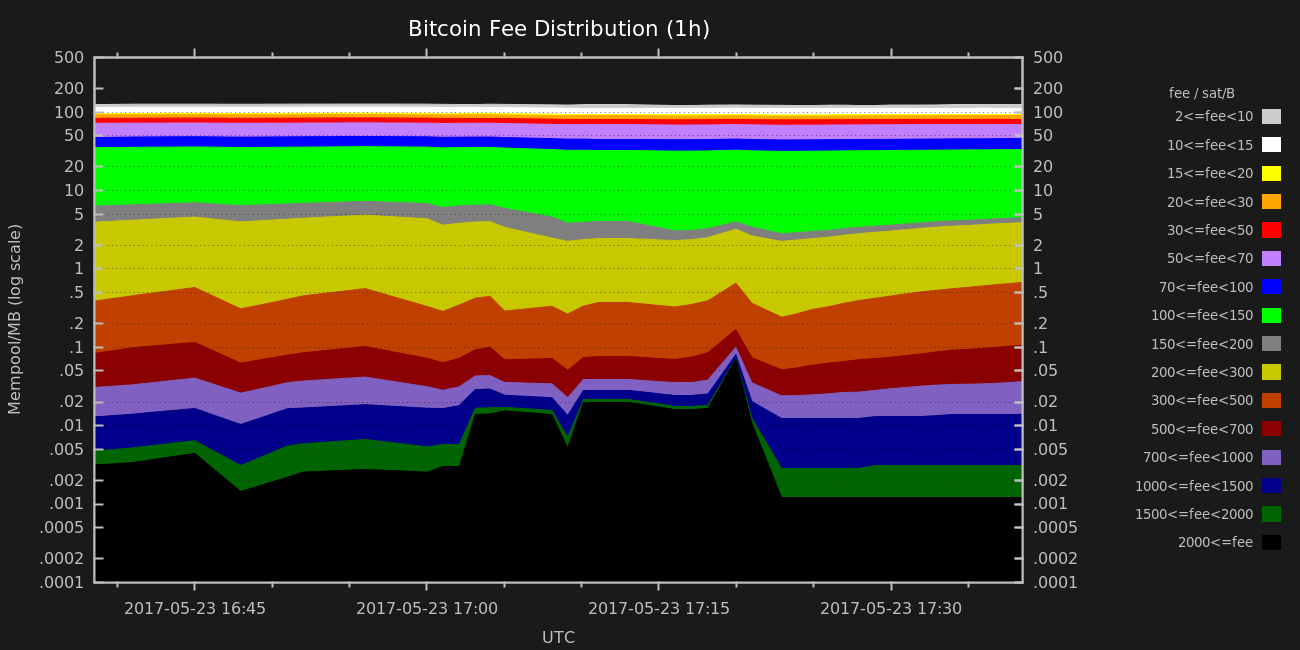 Bitcoin Fee Distribution (1h)
Mempool/MB (log scale)
500
200
100
50
20
10
5
2
1
.5
.2
.1
.05
.02
.01
.005
.002
.001
.0005
.0002
.0001
500
200
100
50
20
10
5
2
1
.5
.2
.1
.05
.02
.01
.005
.002
.001
.0005
.0002
.0001
2017-05-23 16:45
2017-05-23 17:00
2017-05-23 17:15
2017-05-23 17:30
UTC
fee / sat/B
2<=fee<10
10<=fee<15
15<=fee<20
20<=fee<30
30<=fee<50
50<=fee<70
70<=fee<100
100<=fee<150
150<=fee<200
200<=fee<300
300<=fee<500
500<=fee<700
700<=fee<1000
1000<=fee<1500
1500<=fee<2000
2000<=fee